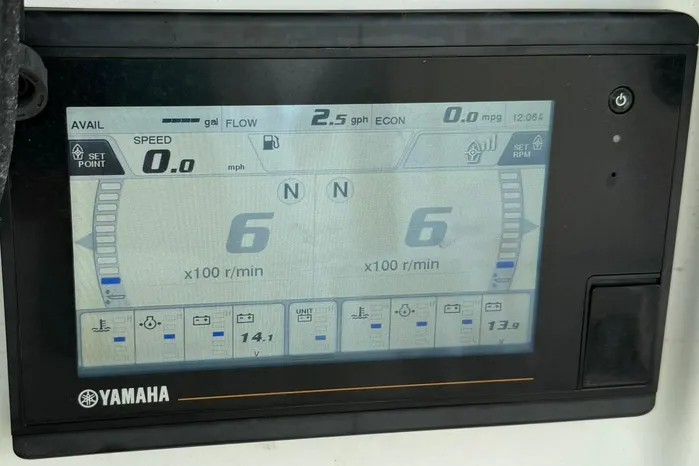 AVAIL gal FLOW 2.5 gph ECON 0.0 mpg 12:06
SET POINT SPEED 0.0 mph SET RPM
N N
6 6
x100 r/min x100 r/min
UNIT
14.1 V 13.9 V
YAMAHA